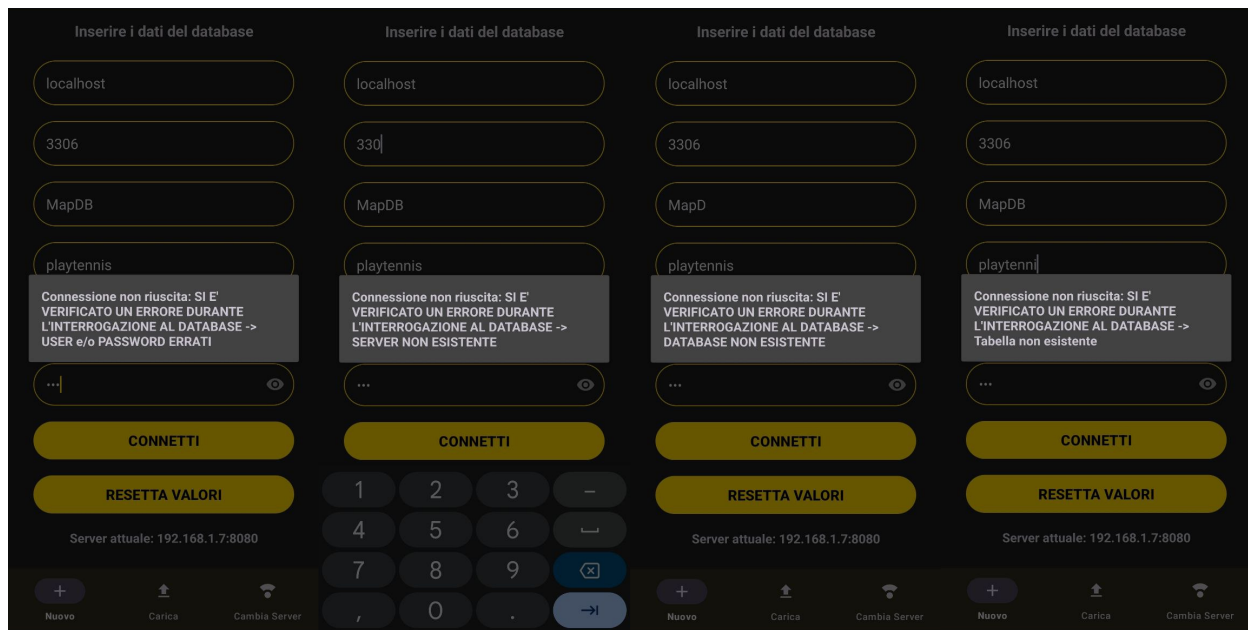 Inserire i dati del database
localhost
3306
MapDB
playtennis
Connessione non riuscita: SI E'
VERIFICATO UN ERRORE DURANTE
L'INTERROGAZIONE AL DATABASE ->
USER e/o PASSWORD ERRATI
•••
CONNETTI
RESETTA VALORI
Server attuale: 192.168.1.7:8080
Nuovo
Carica
Cambia Server
Inserire i dati del database
localhost
330
MapDB
playtennis
Connessione non riuscita: SI E'
VERIFICATO UN ERRORE DURANTE
L'INTERROGAZIONE AL DATABASE ->
SERVER NON ESISTENTE
•••
CONNETTI
1 2 3 –
4 5 6
7 8 9
, 0 .
Inserire i dati del database
localhost
3306
MapD
playtennis
Connessione non riuscita: SI E'
VERIFICATO UN ERRORE DURANTE
L'INTERROGAZIONE AL DATABASE ->
DATABASE NON ESISTENTE
•••
CONNETTI
RESETTA VALORI
Server attuale: 192.168.1.7:8080
Nuovo
Carica
Cambia Server
Inserire i dati del database
localhost
3306
MapDB
playtenni
Connessione non riuscita: SI E'
VERIFICATO UN ERRORE DURANTE
L'INTERROGAZIONE AL DATABASE ->
Tabella non esistente
•••
CONNETTI
RESETTA VALORI
Server attuale: 192.168.1.7:8080
Nuovo
Carica
Cambia Server